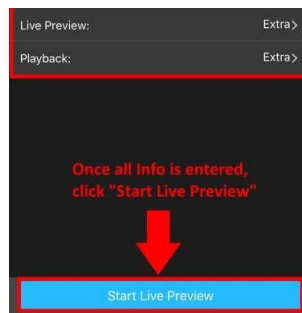 Live Preview: Extra>
Playback: Extra>
Once all Info is entered,
click "Start Live Preview"
Start Live Preview